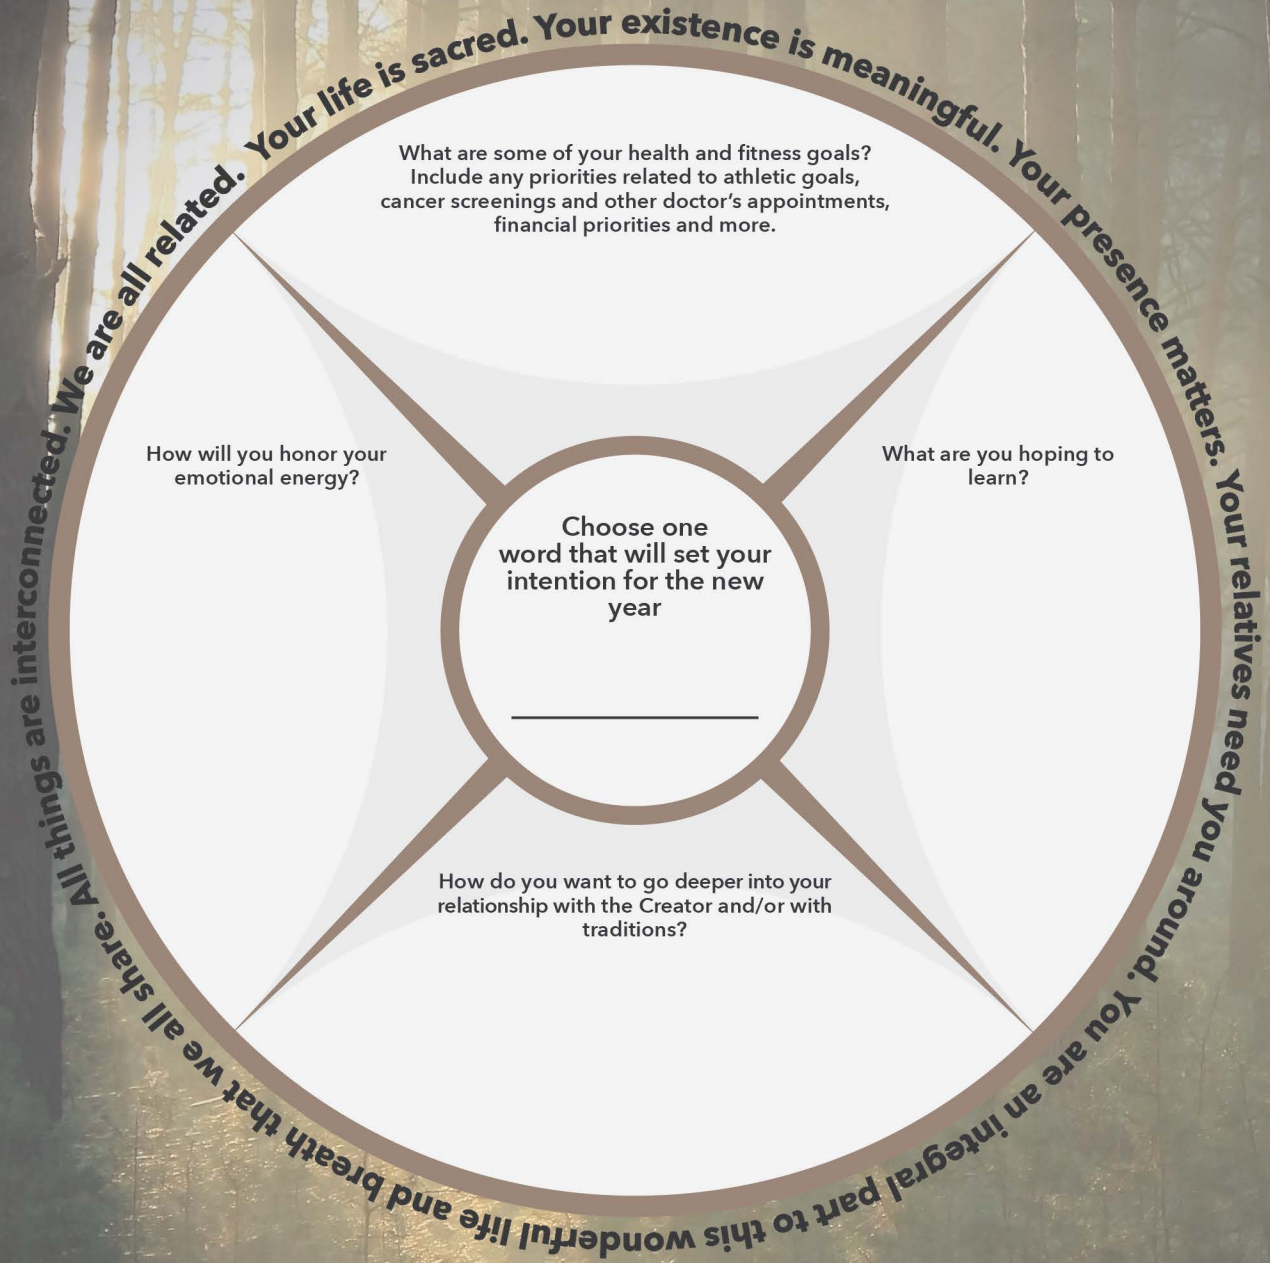 Your life is sacred. Your existence is meaningful. Your presence matters. Your relatives need you around. You are an integral part to this wonderful life and breath that we all share. All things are interconnected. We are all related.
What are some of your health and fitness goals?
Include any priorities related to athletic goals,
cancer screenings and other doctor's appointments,
financial priorities and more.
How will you honor your
emotional energy?
What are you hoping to
learn?
Choose one
word that will set your
intention for the new
year
How do you want to go deeper into your
relationship with the Creator and/or with
traditions?